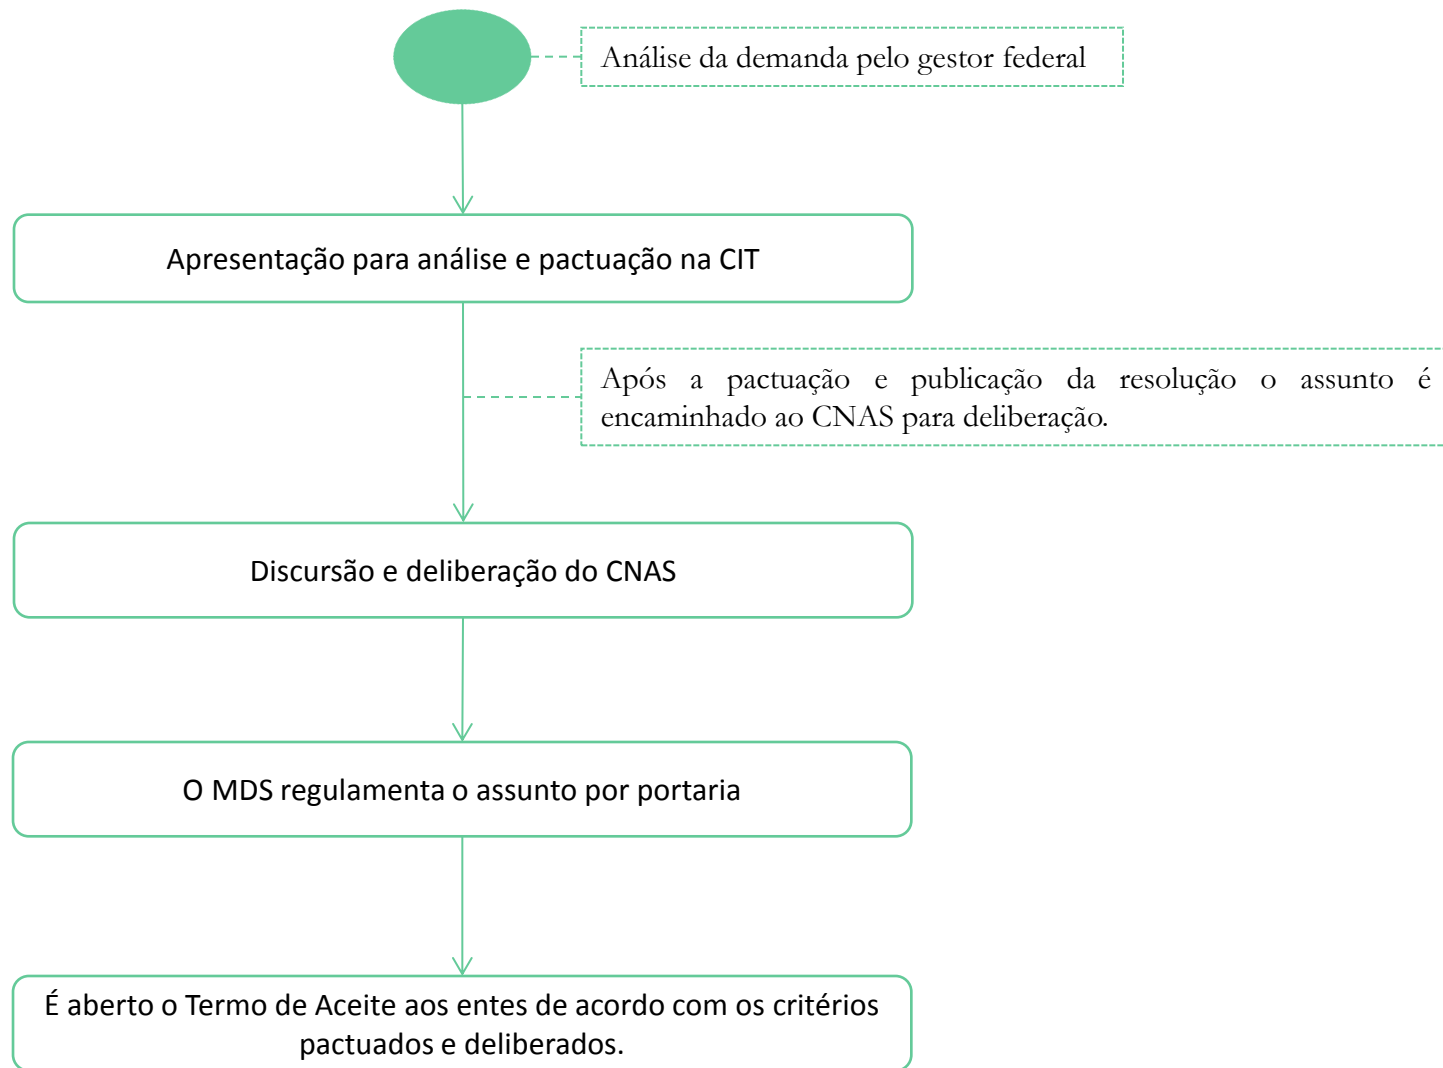 Análise da demanda pelo gestor federal
Apresentação para análise e pactuação na CIT
Após a pactuação e publicação da resolução o assunto é
encaminhado ao CNAS para deliberação.
Discursão e deliberação do CNAS
O MDS regulamenta o assunto por portaria
É aberto o Termo de Aceite aos entes de acordo com os critérios
pactuados e deliberados.